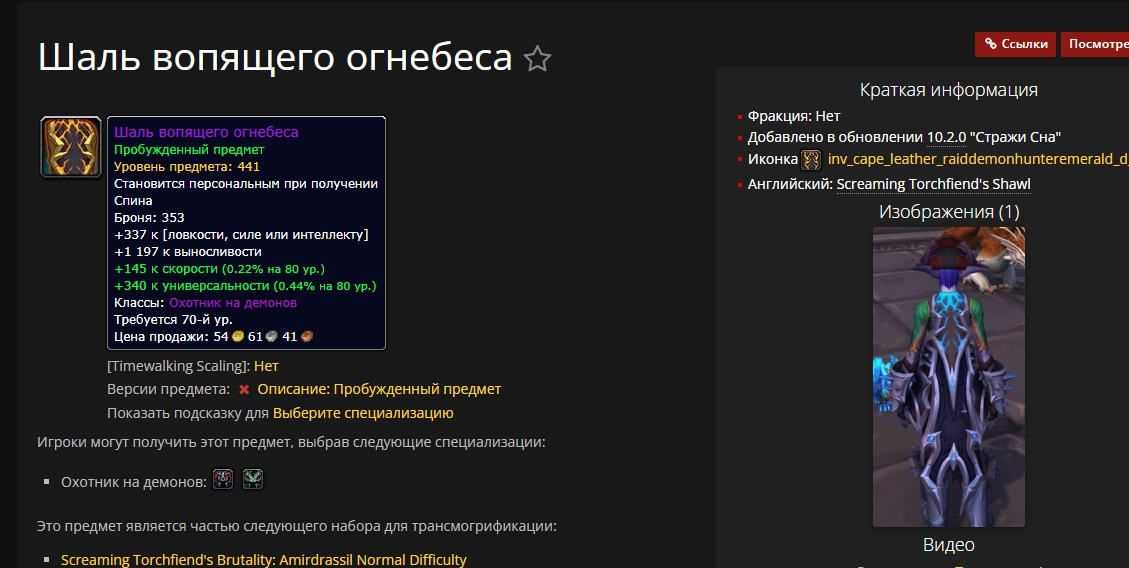 Шаль вопящего огнебеса
Ссылки
Шаль вопящего огнебеса
Пробужденный предмет
Уровень предмета: 441
Становится персональным при получении
Спина
Броня: 353
+337 к [ловкости, силе или интеллекту]
+1 197 к выносливости
+145 к скорости (0.22% на 80 ур.)
+340 к универсальности (0.44% на 80 ур.)
Классы: Охотник на демонов
Требуется 70-й ур.
Цена продажи: 54 61 41
[Timewalking Scaling]: Нет
Версии предмета: Описание: Пробужденный предмет
Показать подсказку для Выберите специализацию
Игроки могут получить этот предмет, выбрав следующие специализации:
Охотник на демонов:
Это предмет является частью следующего набора для трансмогрификации:
Screaming Torchfiend's Brutality: Amirdrassil Normal Difficulty
Посмотре
Краткая информация
Фракция: Нет
Добавлено в обновлении 10.2.0 "Стражи Сна"
Иконка inv_cape_leather_raiddemonhunteremerald_d_
Английский: Screaming Torchfiend's Shawl
Изображения (1)
Видео